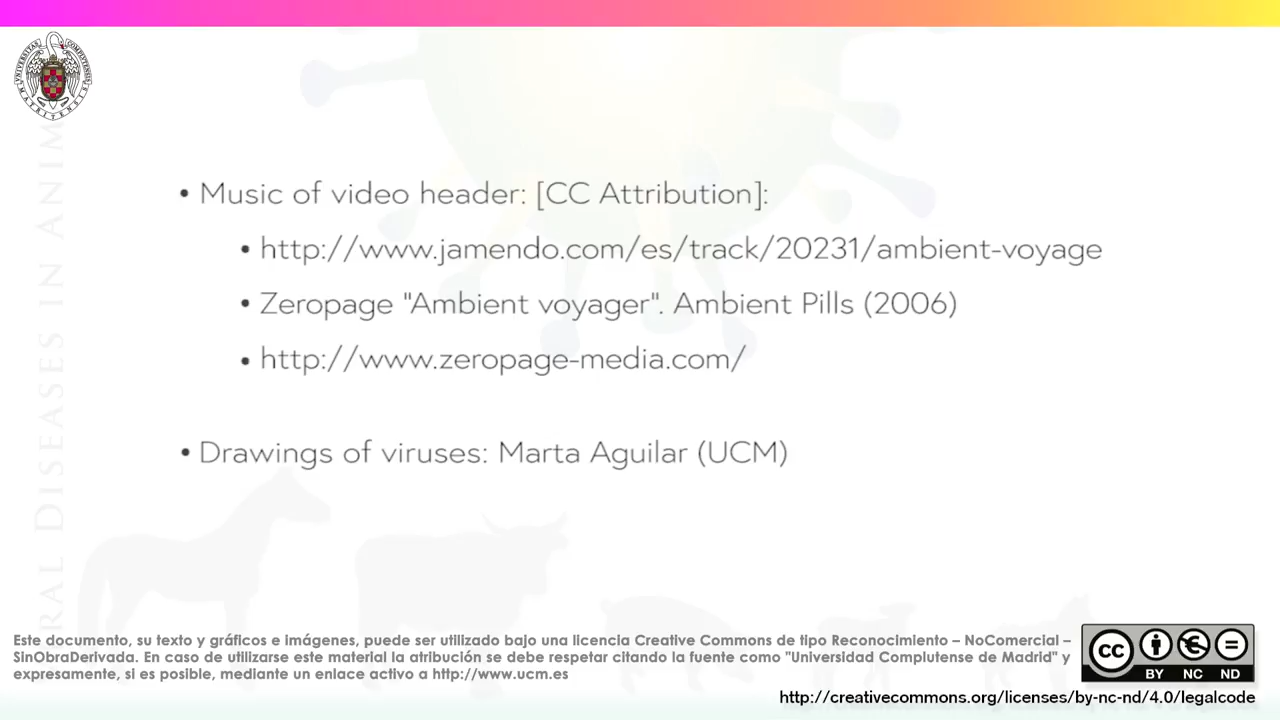 • Music of video header: [CC Attribution]:
• http://www.jamendo.com/es/track/20231/ambient-voyage
• Zeropage "Ambient voyager". Ambient Pills (2006)
• http://www.zeropage-media.com/
• Drawings of viruses: Marta Aguilar (UCM)
RAL DISEASES IN ANIM
Este documento, su texto y gráficos e imágenes, puede ser utilizado bajo una licencia Creative Commons de tipo Reconocimiento – NoComercial –
SinObraDerivada. En caso de utilizarse este material la atribución se debe respetar citando la fuente como "Universidad Complutense de Madrid" y
expresamente, si es posible, mediante un enlace activo a http://www.ucm.es
cc
BY NC ND
http://creativecommons.org/licenses/by-nc-nd/4.0/legalcode